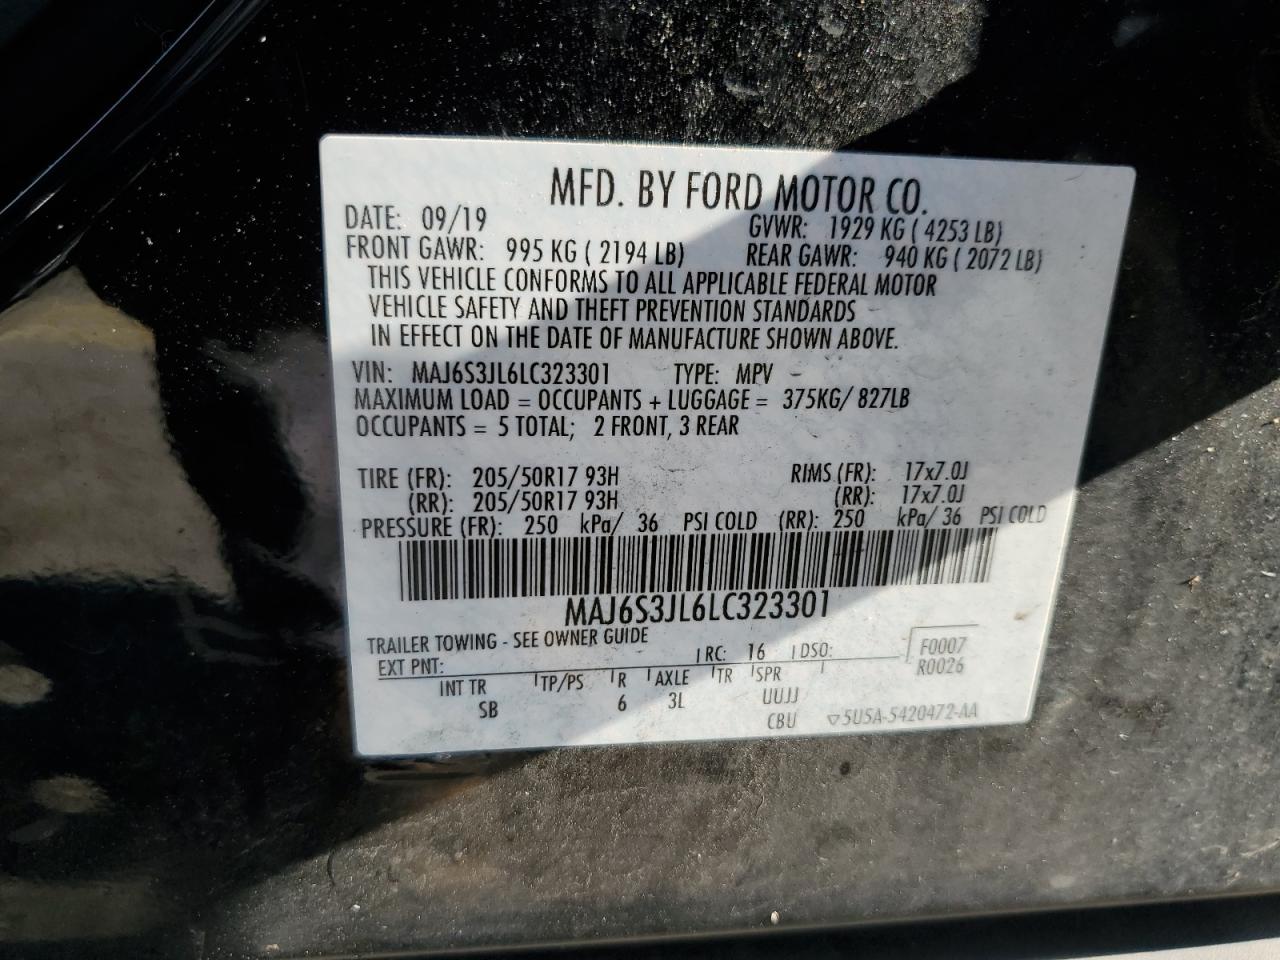 MFD. BY FORD MOTOR CO.
DATE: 09/19 GVWR: 1929 KG ( 4253 LB)
FRONT GAWR: 995 KG ( 2194 LB) REAR GAWR: 940 KG ( 2072 LB)
THIS VEHICLE CONFORMS TO ALL APPLICABLE FEDERAL MOTOR
VEHICLE SAFETY AND THEFT PREVENTION STANDARDS
IN EFFECT ON THE DATE OF MANUFACTURE SHOWN ABOVE.
VIN: MAJ6S3JL6LC323301 TYPE: MPV
MAXIMUM LOAD = OCCUPANTS + LUGGAGE = 375KG/ 827LB
OCCUPANTS = 5 TOTAL; 2 FRONT, 3 REAR
TIRE (FR): 205/50R17 93H RIMS (FR): 17x7.0J
(RR): 205/50R17 93H (RR): 17x7.0J
PRESSURE (FR): 250 kPa/ 36 PSI COLD (RR): 250 kPa/ 36 PSI COLD
MAJ6S3JL6LC323301
TRAILER TOWING - SEE OWNER GUIDE
EXT PNT: RC: 16 DSO: F0007
R0026
INT TR TP/PS R AXLE TR SPR
SB 6 3L UUJJ
CBU ▽5U5A-5420472-AA